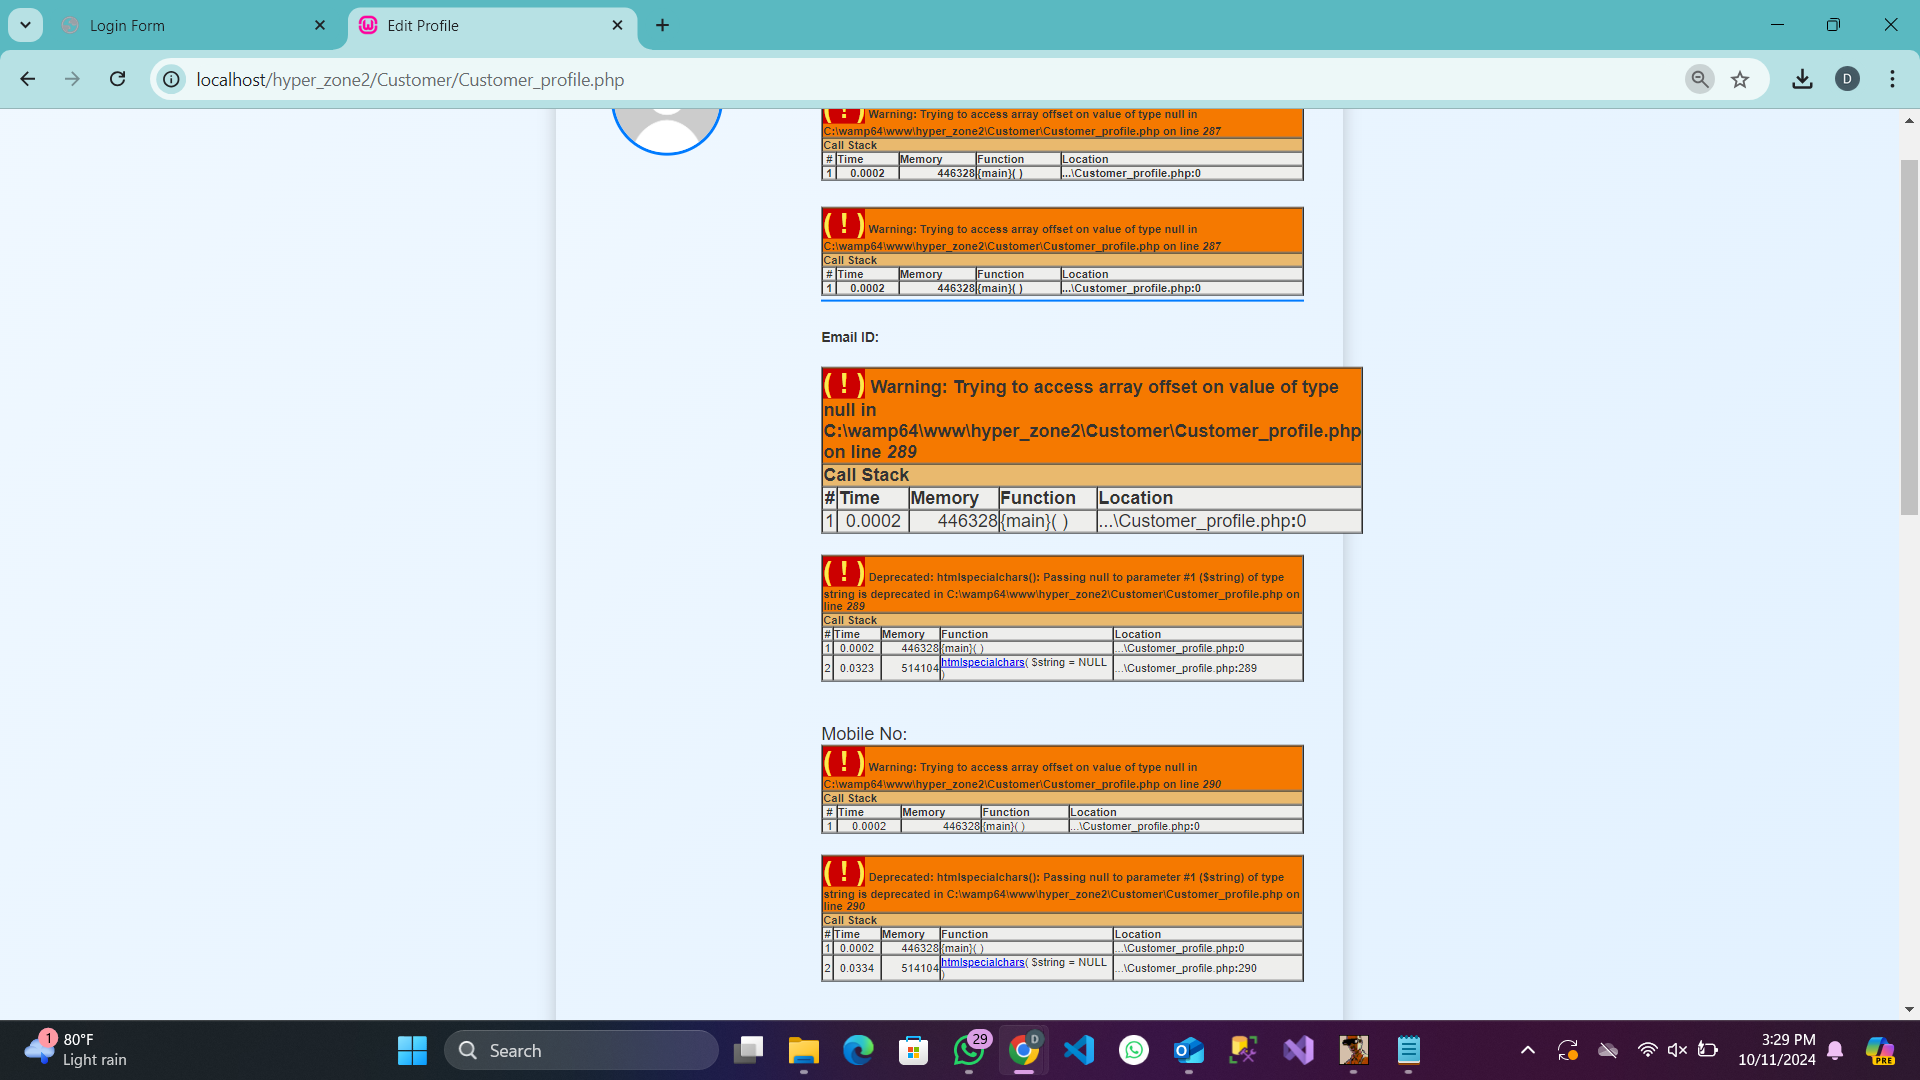 Login Form
Edit Profile
localhost/hyper_zone2/Customer/Customer_profile.php
D
( ! ) Warning: Trying to access array offset on value of type null in
C:\wamp64\www\hyper_zone2\Customer\Customer_profile.php on line 287
Call Stack
# Time Memory Function Location
1 0.0002 446328 {main}( ) ...\Customer_profile.php:0
( ! ) Warning: Trying to access array offset on value of type null in
C:\wamp64\www\hyper_zone2\Customer\Customer_profile.php on line 287
Call Stack
# Time Memory Function Location
1 0.0002 446328 {main}( ) ...\Customer_profile.php:0
Email ID:
( ! ) Warning: Trying to access array offset on value of type
null in
C:\wamp64\www\hyper_zone2\Customer\Customer_profile.php
on line 289
Call Stack
# Time Memory Function Location
1 0.0002 446328 {main}( ) ...\Customer_profile.php:0
( ! ) Deprecated: htmlspecialchars(): Passing null to parameter #1 ($string) of type
string is deprecated in C:\wamp64\www\hyper_zone2\Customer\Customer_profile.php on
line 289
Call Stack
# Time Memory Function Location
1 0.0002 446328 {main}( ) ...\Customer_profile.php:0
2 0.0323 514104 htmlspecialchars( $string = NULL ...\Customer_profile.php:289
)
Mobile No:
( ! ) Warning: Trying to access array offset on value of type null in
C:\wamp64\www\hyper_zone2\Customer\Customer_profile.php on line 290
Call Stack
# Time Memory Function Location
1 0.0002 446328 {main}( ) ...\Customer_profile.php:0
( ! ) Deprecated: htmlspecialchars(): Passing null to parameter #1 ($string) of type
string is deprecated in C:\wamp64\www\hyper_zone2\Customer\Customer_profile.php on
line 290
Call Stack
# Time Memory Function Location
1 0.0002 446328 {main}( ) ...\Customer_profile.php:0
2 0.0334 514104 htmlspecialchars( $string = NULL ...\Customer_profile.php:290
)
1
80°F
Light rain
Search
29
D
3:29 PM
10/11/2024
PRE